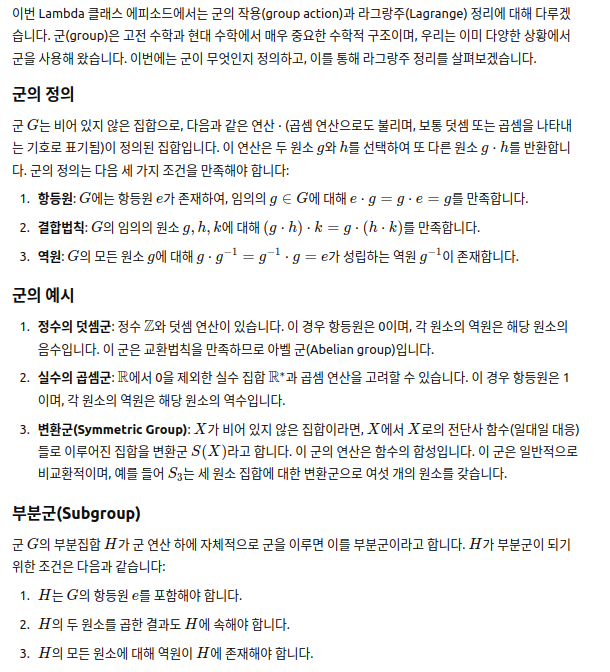 이번 Lambda 클래스 에피소드에서는 군의 작용(group action)과 라그랑주(Lagrange) 정리에 대해 다루겠
습니다. 군(group)은 고전 수학과 현대 수학에서 매우 중요한 수학적 구조이며, 우리는 이미 다양한 상황에서
군을 사용해 왔습니다. 이번에는 군이 무엇인지 정의하고, 이를 통해 라그랑주 정리를 살펴보겠습니다.
군의 정의
군 G는 비어 있지 않은 집합으로, 다음과 같은 연산 · (곱셈 연산으로도 불리며, 보통 덧셈 또는 곱셈을 나타내
는 기호로 표기됨)이 정의된 집합입니다. 이 연산은 두 원소 g와 h를 선택하여 또 다른 원소 g · h를 반환합니
다. 군의 정의는 다음 세 가지 조건을 만족해야 합니다:
1. 항등원: G에는 항등원 e가 존재하여, 임의의 g ∈ G에 대해 e · g = g · e = g를 만족합니다.
2. 결합법칙: G의 임의의 원소 g, h, k에 대해 (g · h) · k = g · (h · k)를 만족합니다.
3. 역원: G의 모든 원소 g에 대해 g · g⁻¹ = g⁻¹ · g = e가 성립하는 역원 g⁻¹이 존재합니다.
군의 예시
1. 정수의 덧셈군: 정수 ℤ와 덧셈 연산이 있습니다. 이 경우 항등원은 0이며, 각 원소의 역원은 해당 원소의
음수입니다. 이 군은 교환법칙을 만족하므로 아벨 군(Abelian group)입니다.
2. 실수의 곱셈군: ℝ에서 0을 제외한 실수 집합 ℝ*과 곱셈 연산을 고려할 수 있습니다. 이 경우 항등원은 1
이며, 각 원소의 역원은 해당 원소의 역수입니다.
3. 변환군(Symmetric Group): X가 비어 있지 않은 집합이라면, X에서 X로의 전단사 함수(일대일 대응)
들로 이루어진 집합을 변환군 S(X)라고 합니다. 이 군의 연산은 함수의 합성입니다. 이 군은 일반적으로
비교환적이며, 예를 들어 S₃는 세 원소 집합에 대한 변환군으로 여섯 개의 원소를 갖습니다.
부분군(Subgroup)
군 G의 부분집합 H가 군 연산 하에 자체적으로 군을 이루면 이를 부분군이라고 합니다. H가 부분군이 되기
위한 조건은 다음과 같습니다:
1. H는 G의 항등원 e를 포함해야 합니다.
2. H의 두 원소를 곱한 결과도 H에 속해야 합니다.
3. H의 모든 원소에 대해 역원이 H에 존재해야 합니다.